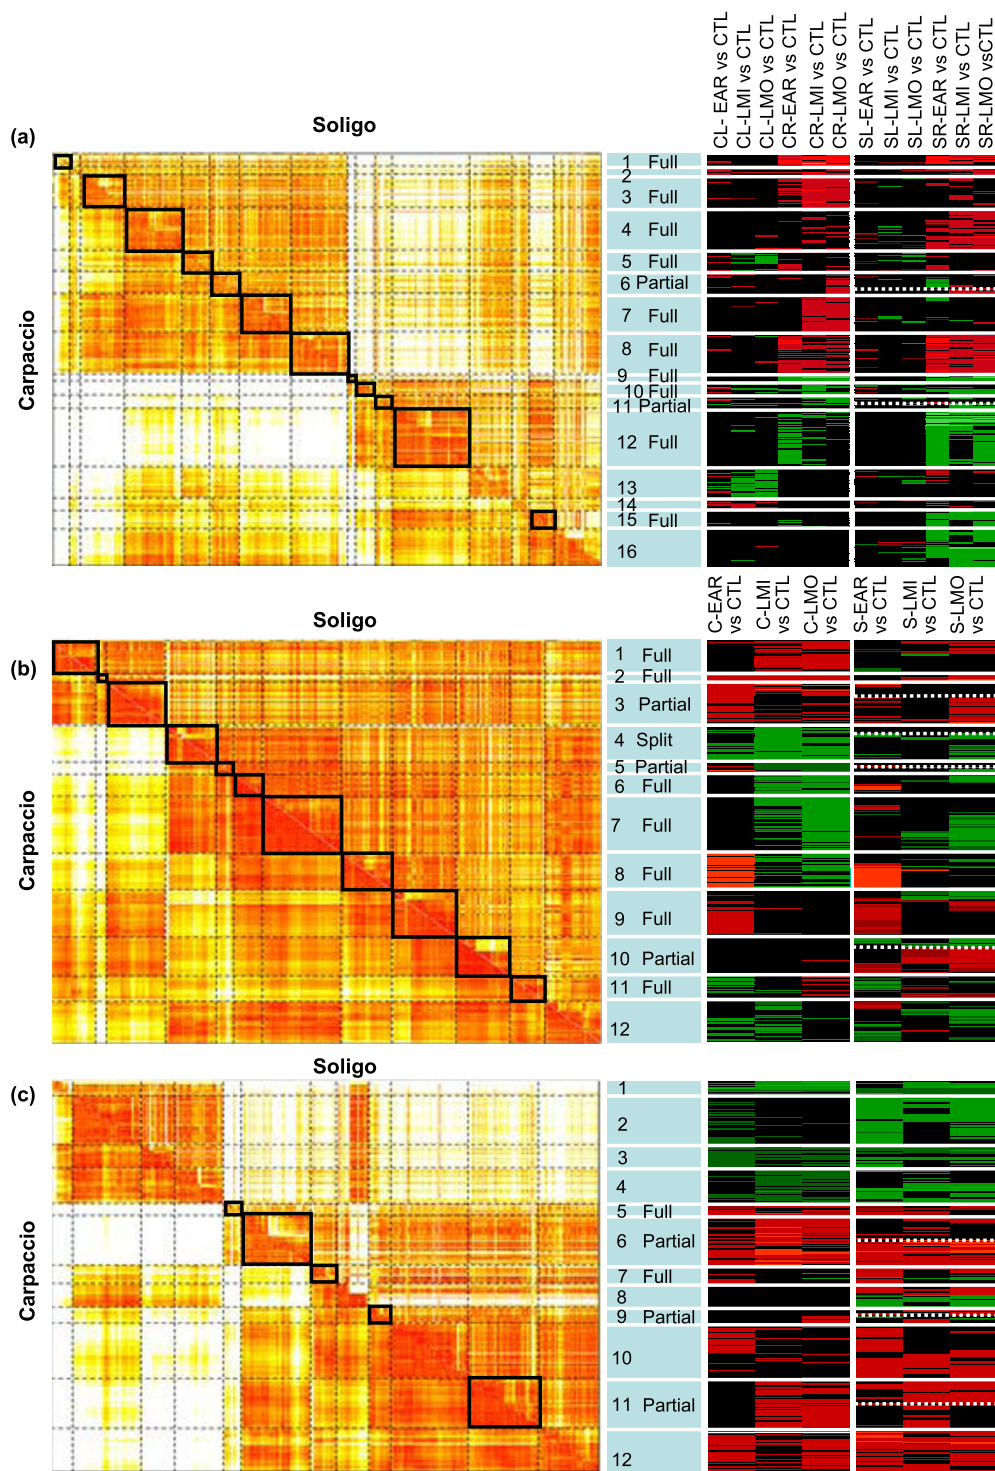 CL- EAR vs CTL
CL-LMI vs CTL
CL-LMO vs CTL
CR-EAR vs CTL
CR-LMI vs CTL
CR-LMO vs CTL
SL-EAR vs CTL
SL-LMI vs CTL
SL-LMO vs CTL
SR-EAR vs CTL
SR-LMI vs CTL
SR-LMO vsCTL
Soligo
(a)
Carpaccio
1 Full
2
3 Full
4 Full
5 Full
6 Partial
7 Full
8 Full
9 Full
10 Full
11 Partial
12 Full
13
14
15 Full
16
C-EAR
vs CTL
C-LMI
vs CTL
C-LMO
vs CTL
S-EAR
vs CTL
S-LMI
vs CTL
S-LMO
vs CTL
Soligo
(b)
Carpaccio
1 Full
2 Full
3 Partial
4 Split
5 Partial
6 Full
7 Full
8 Full
9 Full
10 Partial
11 Full
12
Soligo
(c)
Carpaccio
1
2
3
4
5 Full
6 Partial
7 Full
8
9 Partial
10
11 Partial
12